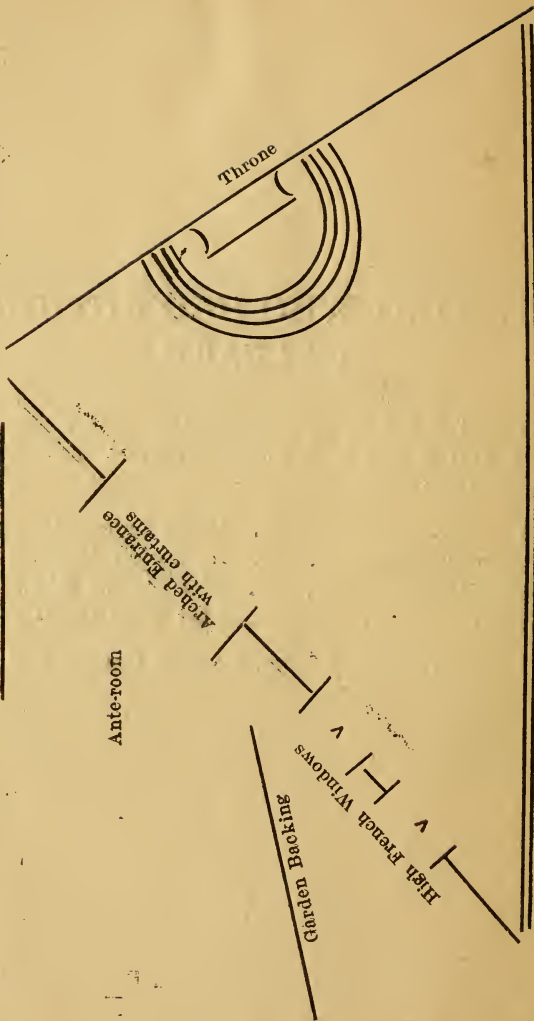 Throne
Arched Entrance
with curtains
Ante-room
High French Windows
Garden Backing